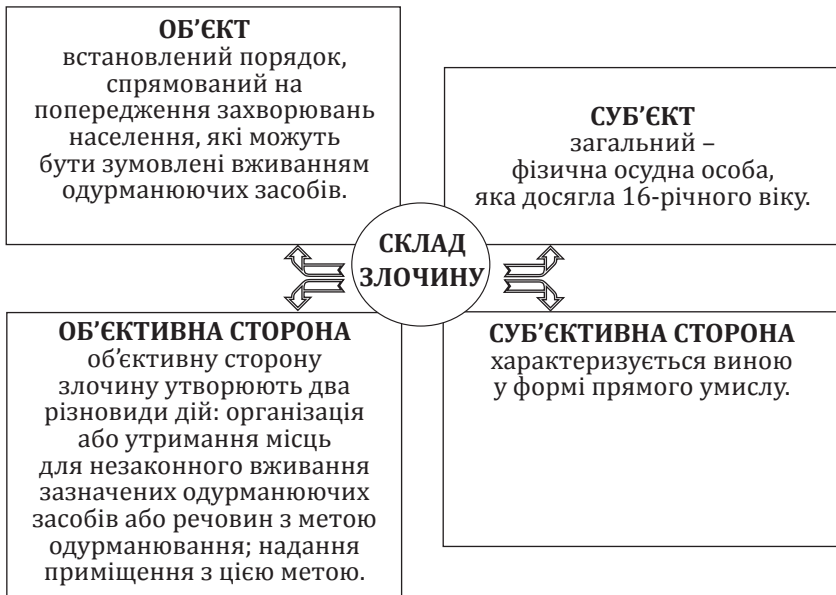 ОБ’ЄКТ
встановлений порядок,
спрямований на
попередження захворювань
населення, які можуть
бути зумовлені вживанням
одурманюючих засобів.
СУБ’ЄКТ
загальний –
фізична осудна особа,
яка досягла 16-річного віку.
СКЛАД
ЗЛОЧИНУ
ОБ’ЄКТИВНА СТОРОНА
об’єктивну сторону
злочину утворюють два
різновиди дій: організація
або утримання місць
для незаконного вживання
зазначених одурманюючих
засобів або речовин з метою
одурманювання; надання
приміщення з цією метою.
СУБ’ЄКТИВНА СТОРОНА
характеризується виною
у формі прямого умислу.